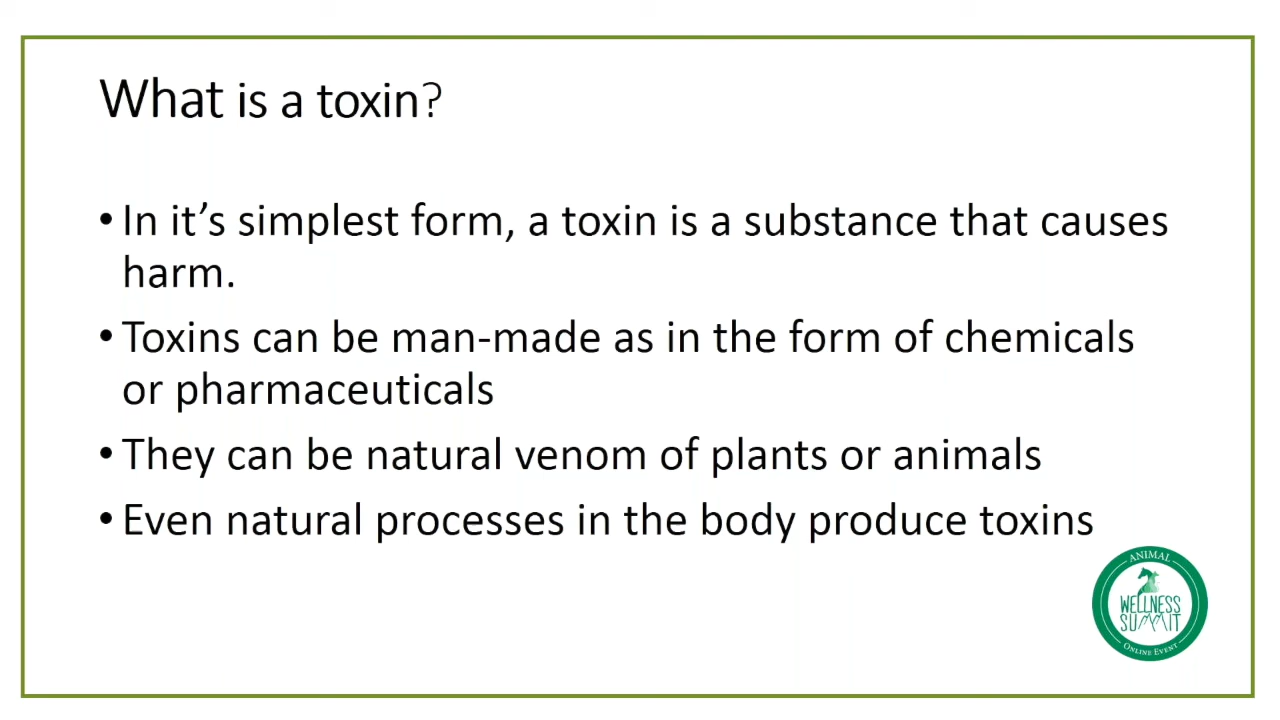 What is a toxin?
• In it’s simplest form, a toxin is a substance that causes
harm.
• Toxins can be man-made as in the form of chemicals
or pharmaceuticals
• They can be natural venom of plants or animals
• Even natural processes in the body produce toxins
ANIMAL
WELLNESS
SUMMIT
ONLINE EVENT